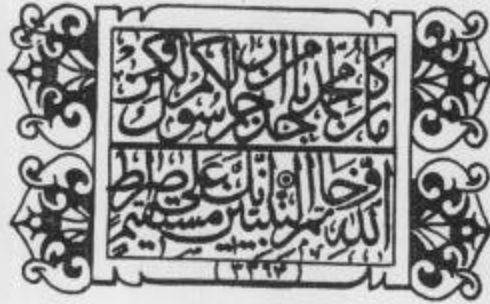 ما كان محمد ابا احد من رجالكم ولكن رسول
الله وخاتم النبيين انك على صراط مستقيم